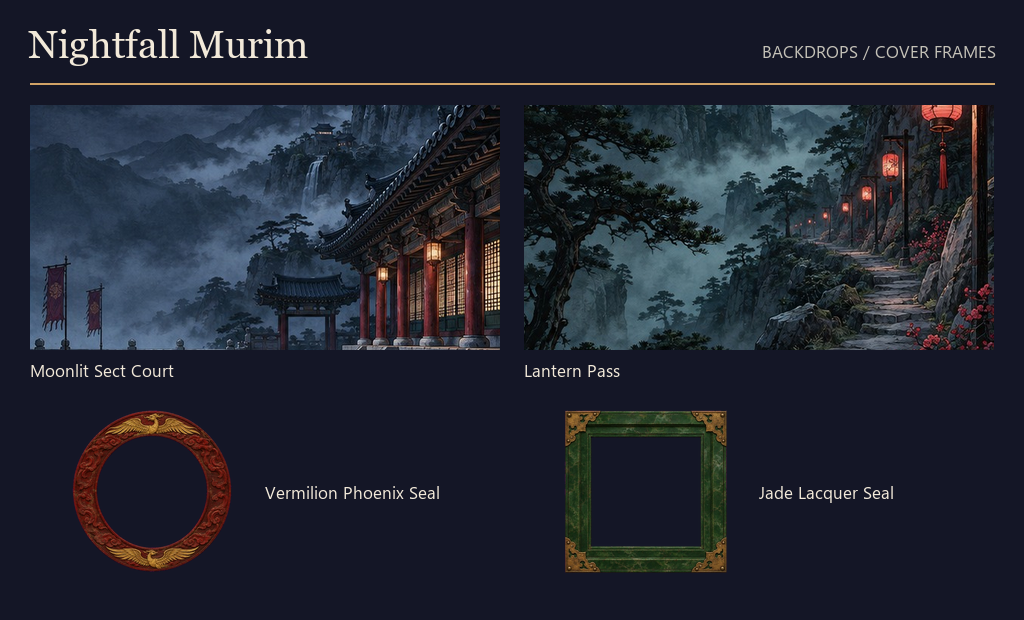 Nightfall Murim
BACKDROPS / COVER FRAMES
Moonlit Sect Court
Lantern Pass
Vermilion Phoenix Seal
Jade Lacquer Seal